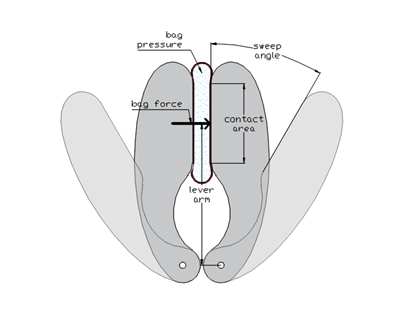 bag
pressure
sweep
angle
bag force
contact
area
lever
arm